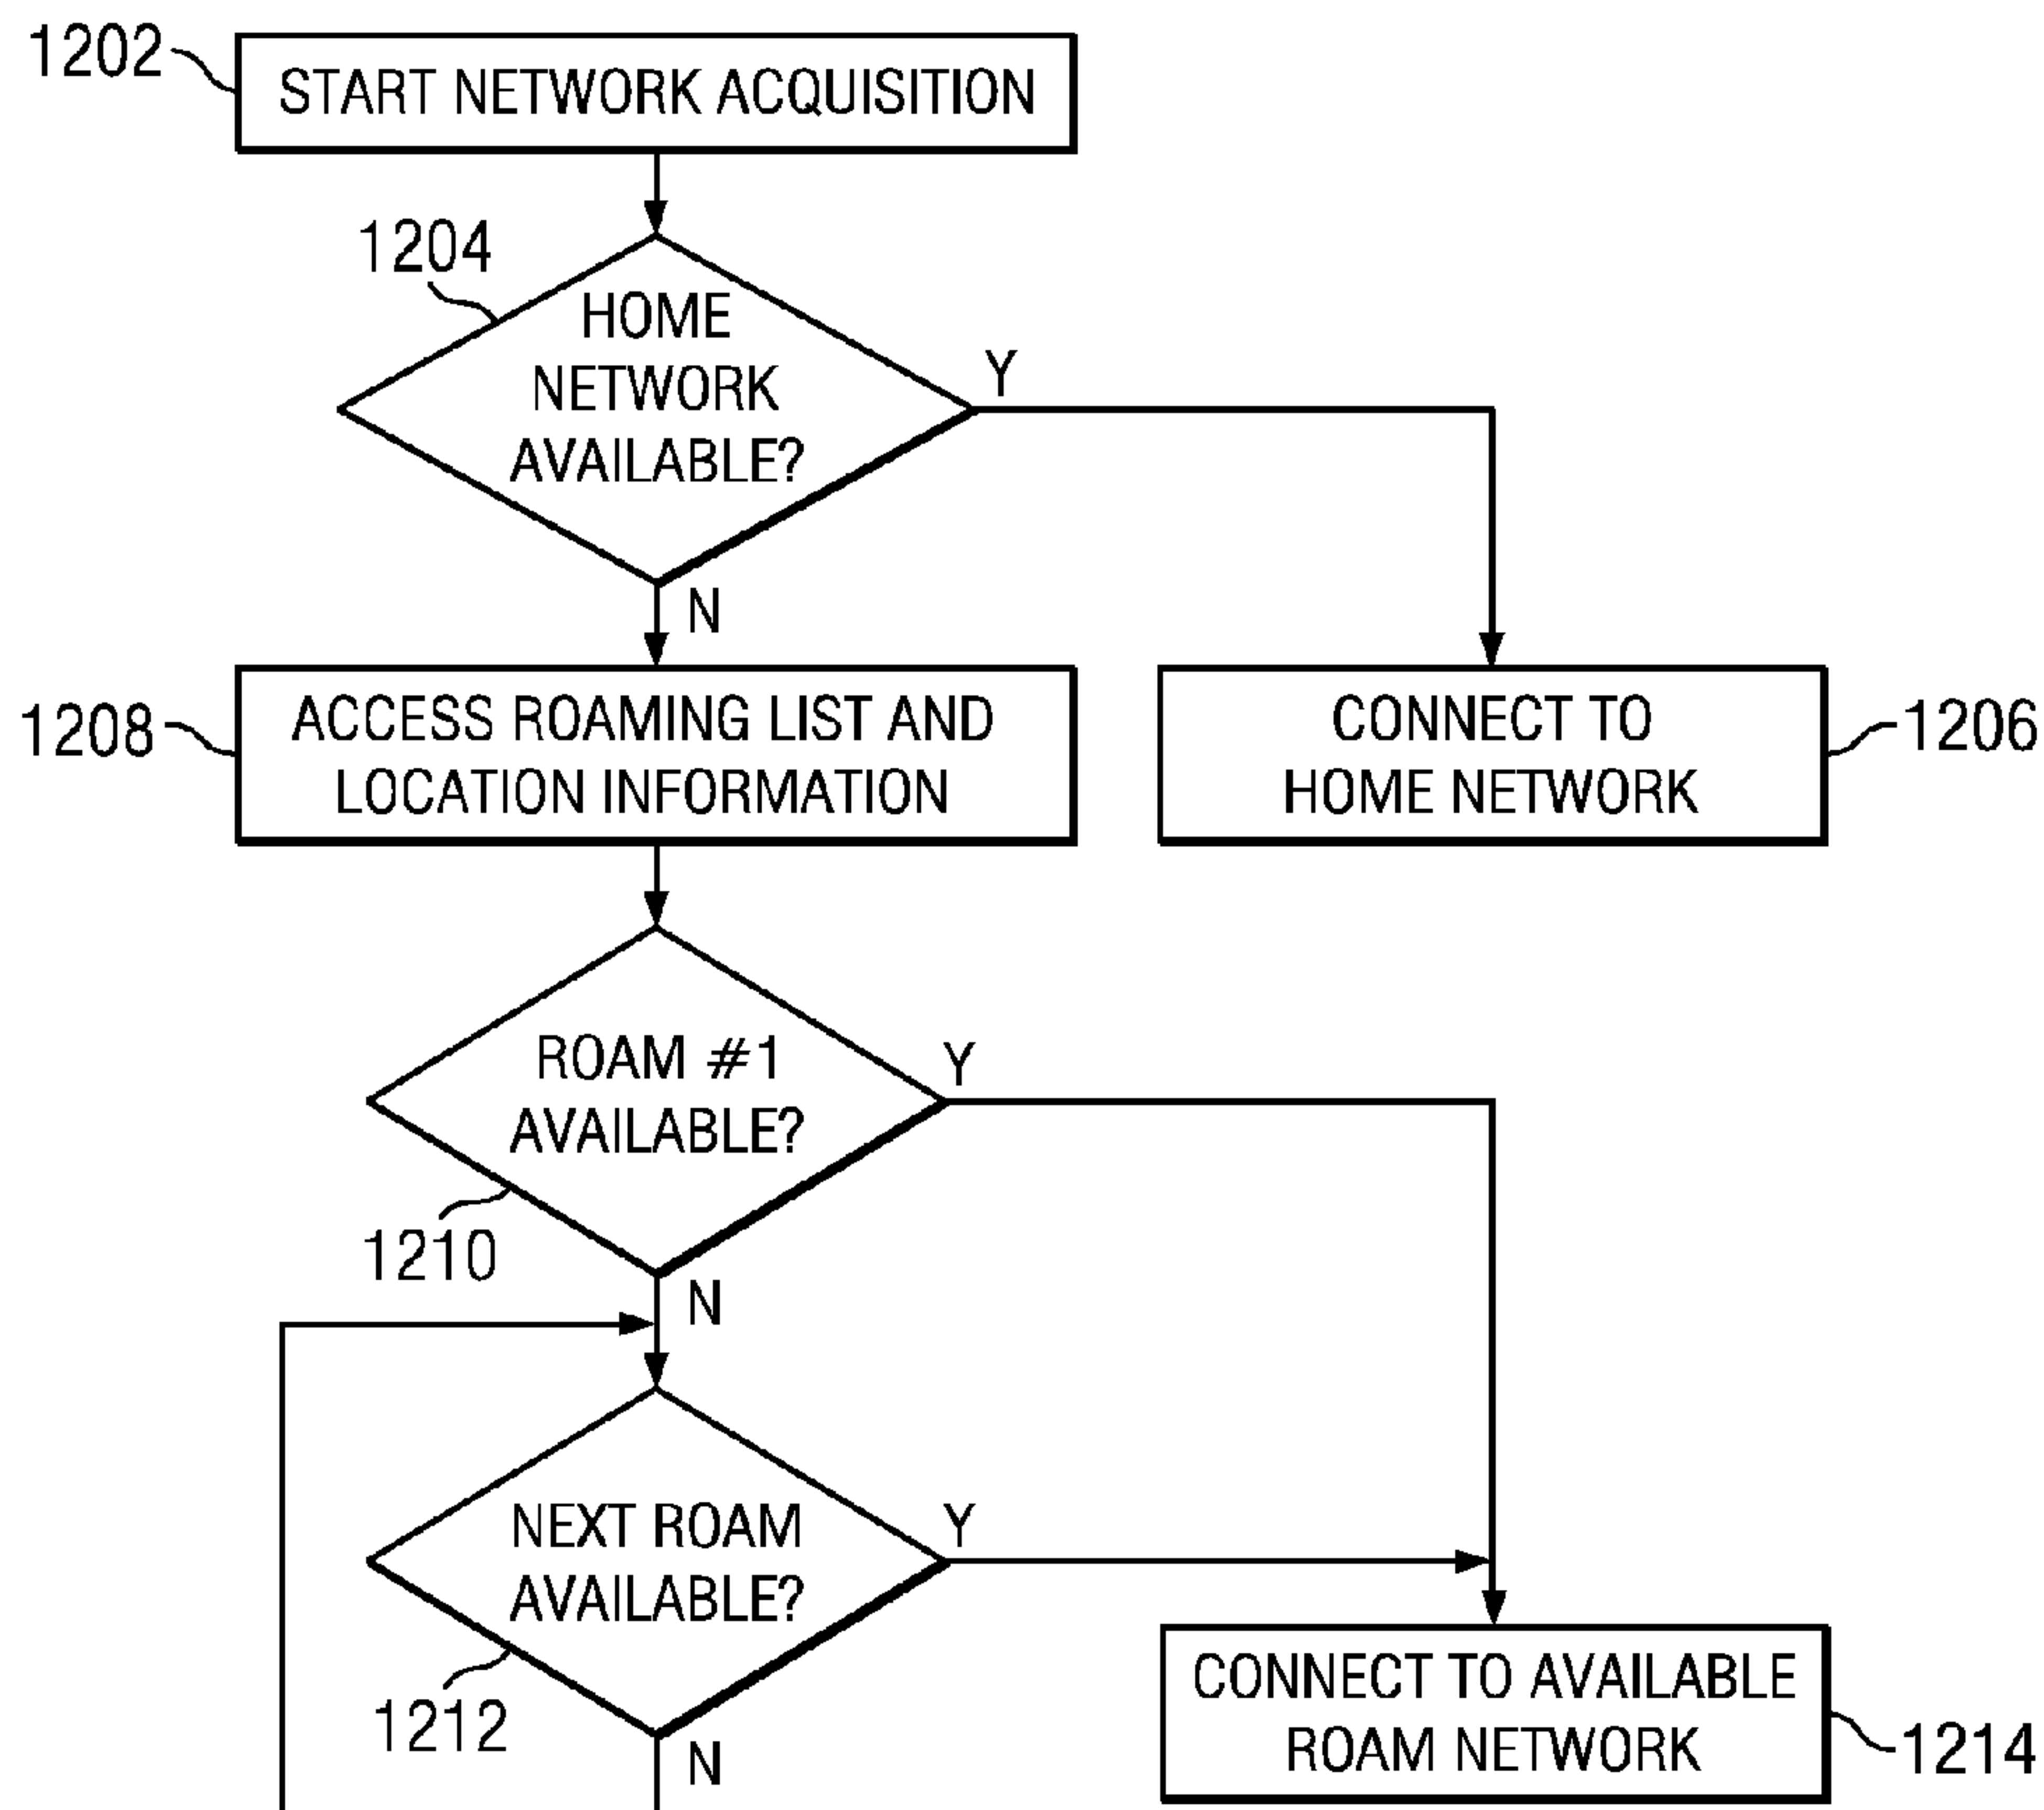 1202
START NETWORK ACQUISITION
1204
HOME
NETWORK
AVAILABLE?
Y
N
1208
ACCESS ROAMING LIST AND
LOCATION INFORMATION
CONNECT TO
HOME NETWORK
1206
ROAM #1
AVAILABLE?
Y
1210
N
NEXT ROAM
AVAILABLE?
Y
1212
N
CONNECT TO AVAILABLE
ROAM NETWORK
1214